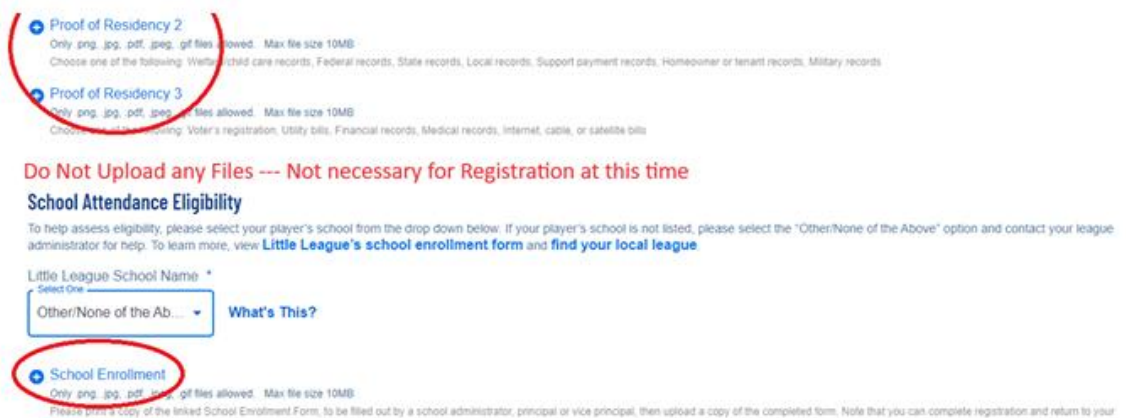 Proof of Residency 2
Only .png, .jpg, .pdf, .jpeg, .gif files allowed. Max file size 10MB
Choose one of the following: Welfare/child care records, Federal records, State records, Local records, Support payment records, Homeowner or tenant records, Military records
Proof of Residency 3
Only .png, .jpg, .pdf, .jpeg, .gif files allowed. Max file size 10MB
Choose one of the following: Voter's registration, Utility bills, Financial records, Medical records, Internet, cable, or satellite bills
Do Not Upload any Files --- Not necessary for Registration at this time
School Attendance Eligibility
To help assess eligibility, please select your player's school from the drop down below. If your player's school is not listed, please select the "Other/None of the Above" option and contact your league
administrator for help. To learn more, view Little League's school enrollment form and find your local league
Little League School Name *
Select One
Other/None of the Ab...
What's This?
School Enrollment
Only .png, .jpg, .pdf, .jpeg, .gif files allowed. Max file size 10MB
Please print a copy of the linked School Enrollment Form, to be filled out by a school administrator, principal or vice principal, then upload a copy of the completed form. Note that you can complete registration and return to your